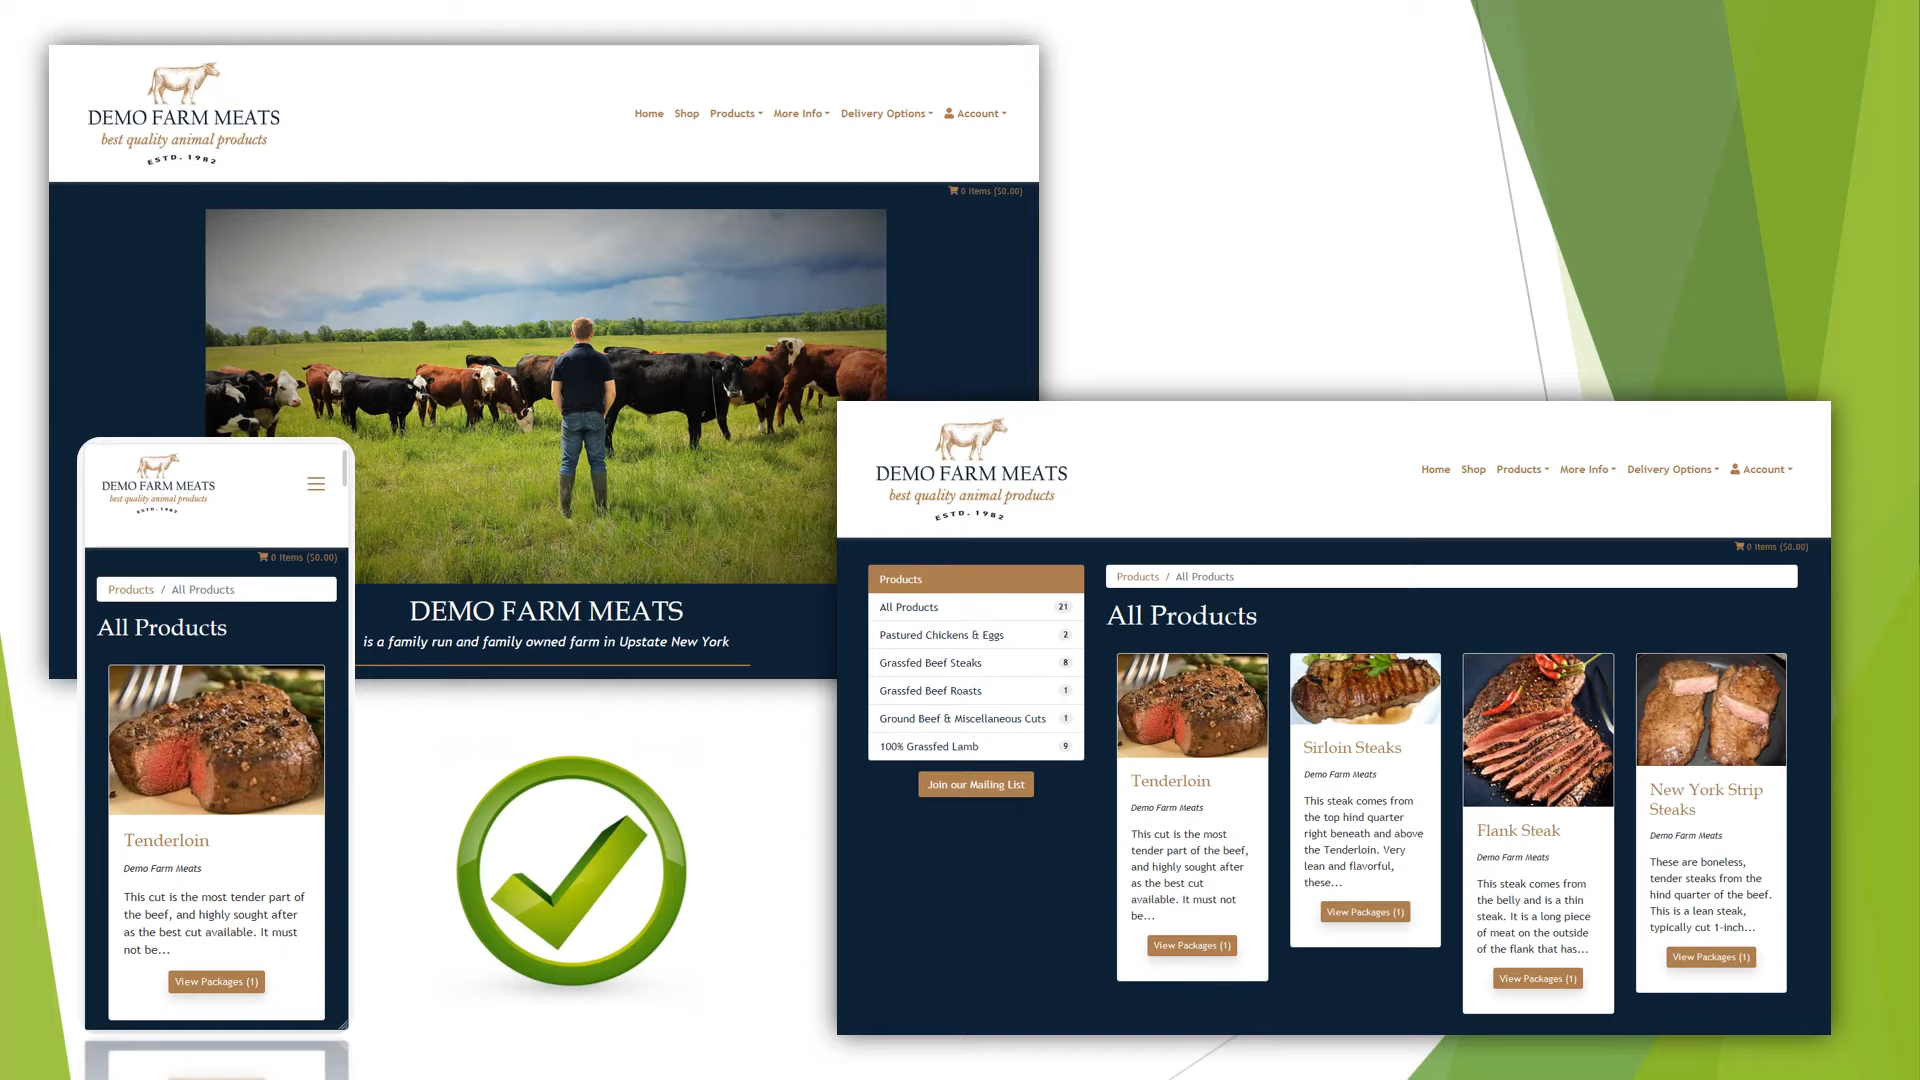 DEMO FARM MEATS
best quality animal products
ESTD. 1982
Home Shop Products More Info Delivery Options Account
0 Items ($0.00)
DEMO FARM MEATS
is a family run and family owned farm in Upstate New York
DEMO FARM MEATS
best quality animal products
ESTD. 1982
0 Items ($0.00)
Products / All Products
All Products
Tenderloin
Demo Farm Meats
This cut is the most tender part of
the beef, and highly sought after
as the best cut available. It must
not be...
View Packages (1)
DEMO FARM MEATS
best quality animal products
ESTD. 1982
Home Shop Products More Info Delivery Options Account
0 Items ($0.00)
Products
All Products 21
Pastured Chickens & Eggs 2
Grassfed Beef Steaks 8
Grassfed Beef Roasts 1
Ground Beef & Miscellaneous Cuts 1
100% Grassfed Lamb 9
Join our Mailing List
Products / All Products
All Products
Tenderloin
Demo Farm Meats
This cut is the most
tender part of the beef,
and highly sought after
as the best cut
available. It must not
be...
View Packages (1)
Sirloin Steaks
Demo Farm Meats
This steak comes from
the top hind quarter
right beneath and above
the Tenderloin. Very
lean and flavorful,
these...
View Packages (1)
Flank Steak
Demo Farm Meats
This steak comes from
the belly and is a thin
steak. It is a long piece
of meat on the outside
of the flank that has...
View Packages (1)
New York Strip
Steaks
Demo Farm Meats
These are boneless,
tender steaks from the
hind quarter of the beef.
This is a lean steak,
typically cut 1-inch...
View Packages (1)